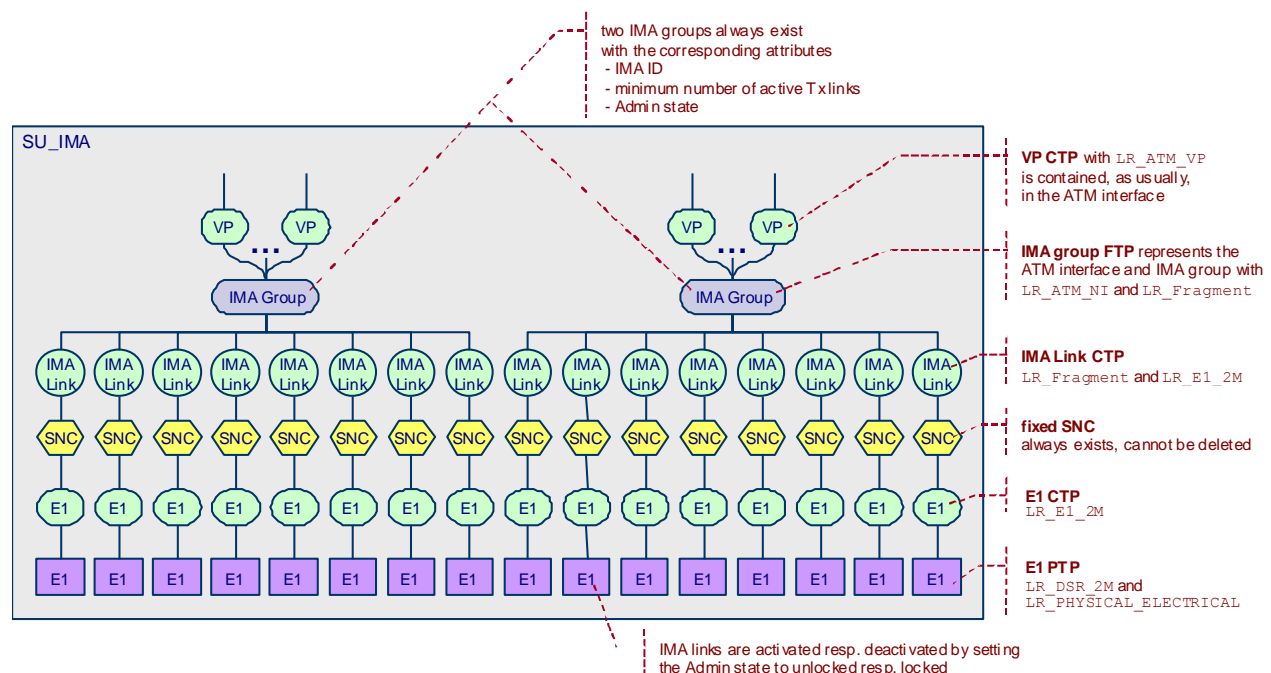 two IMA groups always exist
with the corresponding attributes
- IMA ID
- minimum number of active Tx links
- Admin state
SU_IMA
VP CTP with LR_ATM_VP
is contained, as usually,
in the ATM interface
VP VP VP VP
... ...
IMA group FTP represents the
ATM interface and IMA group with
LR_ATM_NI and LR_Fragment
IMA Group IMA Group
IMA IMA IMA IMA IMA IMA IMA IMA IMA IMA IMA IMA IMA IMA IMA IMA
Link Link Link Link Link Link Link Link Link Link Link Link Link Link Link Link
IMA Link CTP
LR_Fragment and LR_E1_2M
SNC SNC SNC SNC SNC SNC SNC SNC SNC SNC SNC SNC SNC SNC SNC SNC
fixed SNC
always exists, cannot be deleted
E1 E1 E1 E1 E1 E1 E1 E1 E1 E1 E1 E1 E1 E1 E1 E1
E1 CTP
LR_E1_2M
E1 E1 E1 E1 E1 E1 E1 E1 E1 E1 E1 E1 E1 E1 E1 E1
E1 PTP
LR_DSR_2M and
LR_PHYSICAL_ELECTRICAL
IMA links are activated resp. deactivated by setting
the Admin state to unlocked resp. locked